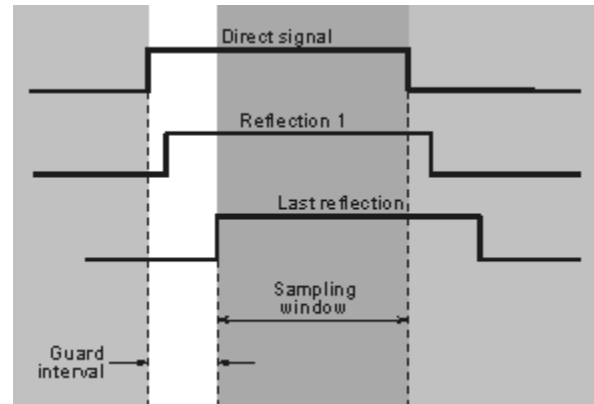 Direct signal
Reflection 1
Last reflection
Sampling
window
Guard
interval